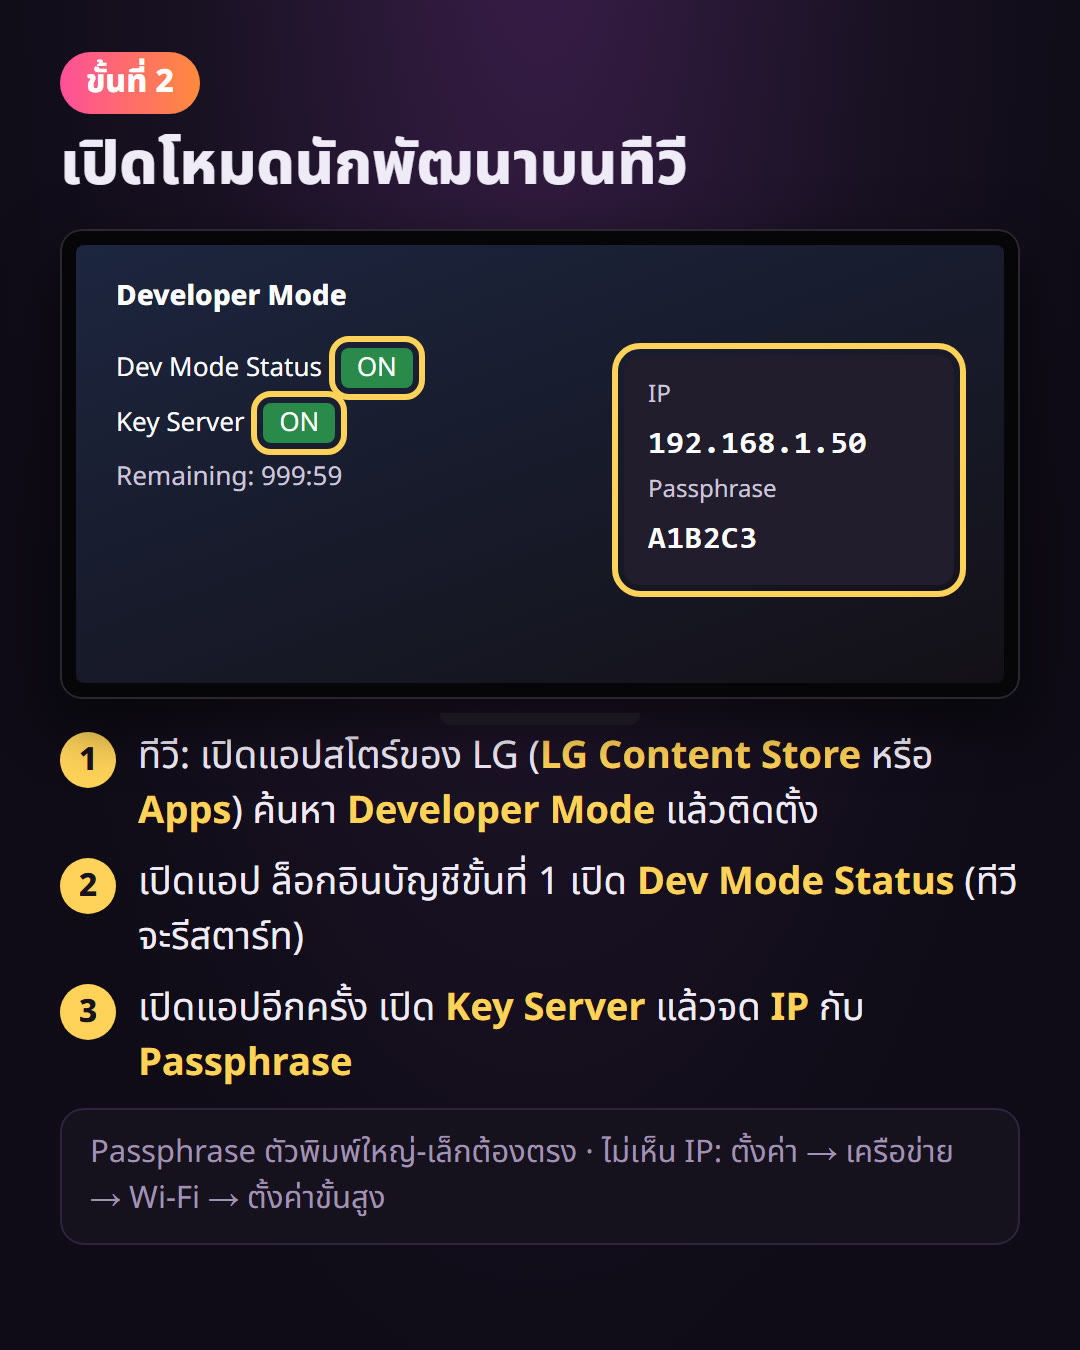 ขั้นที่ 2
เปิดโหมดนักพัฒนาบนทีวี
Developer Mode
Dev Mode Status ON
Key Server ON
Remaining: 999:59
IP
192.168.1.50
Passphrase
A1B2C3
1 ทีวี: เปิดแอปสโตร์ของ LG (LG Content Store หรือ
Apps) ค้นหา Developer Mode แล้วติดตั้ง
2 เปิดแอป ล็อกอินบัญชีขั้นที่ 1 เปิด Dev Mode Status (ทีวี
จะรีสตาร์ท)
3 เปิดแอปอีกครั้ง เปิด Key Server แล้วจด IP กับ
Passphrase
Passphrase ตัวพิมพ์ใหญ่-เล็กต้องตรง · ไม่เห็น IP: ตั้งค่า → เครือข่าย
→ Wi-Fi → ตั้งค่าขั้นสูง